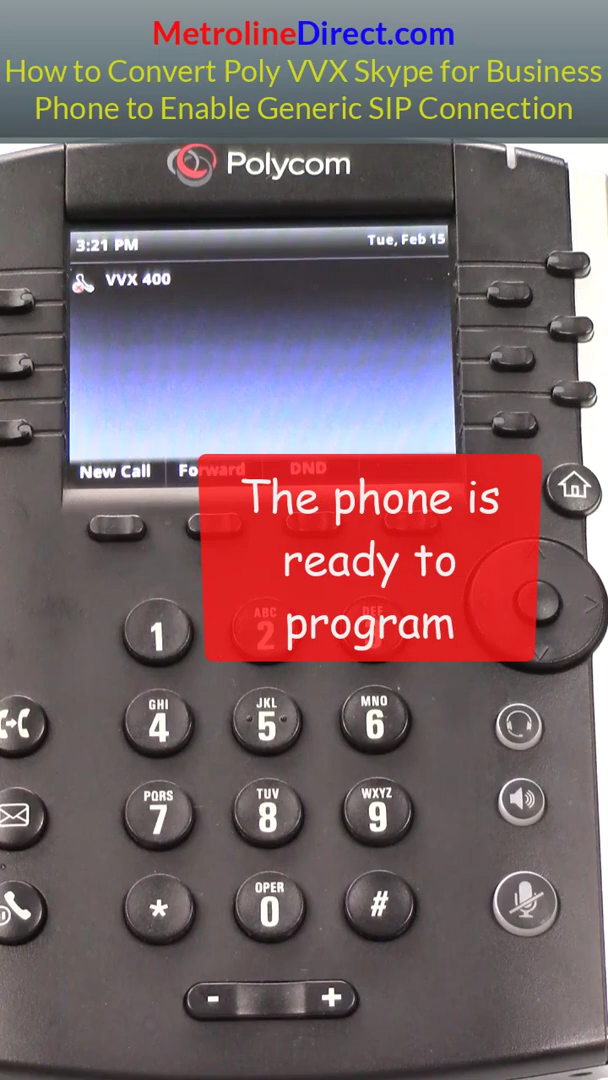 MetrolineDirect.com
How to Convert Poly VVX Skype for Business
Phone to Enable Generic SIP Connection
Polycom
3:21 PM
Tue, Feb 15
VVX 400
New Call
Forward
DND
The phone is
ready to
program
1
ABC
2
DEF
3
GHI
4
JKL
5
MNO
6
PQRS
7
TUV
8
WXYZ
9
*
OPER
0
#
-
+